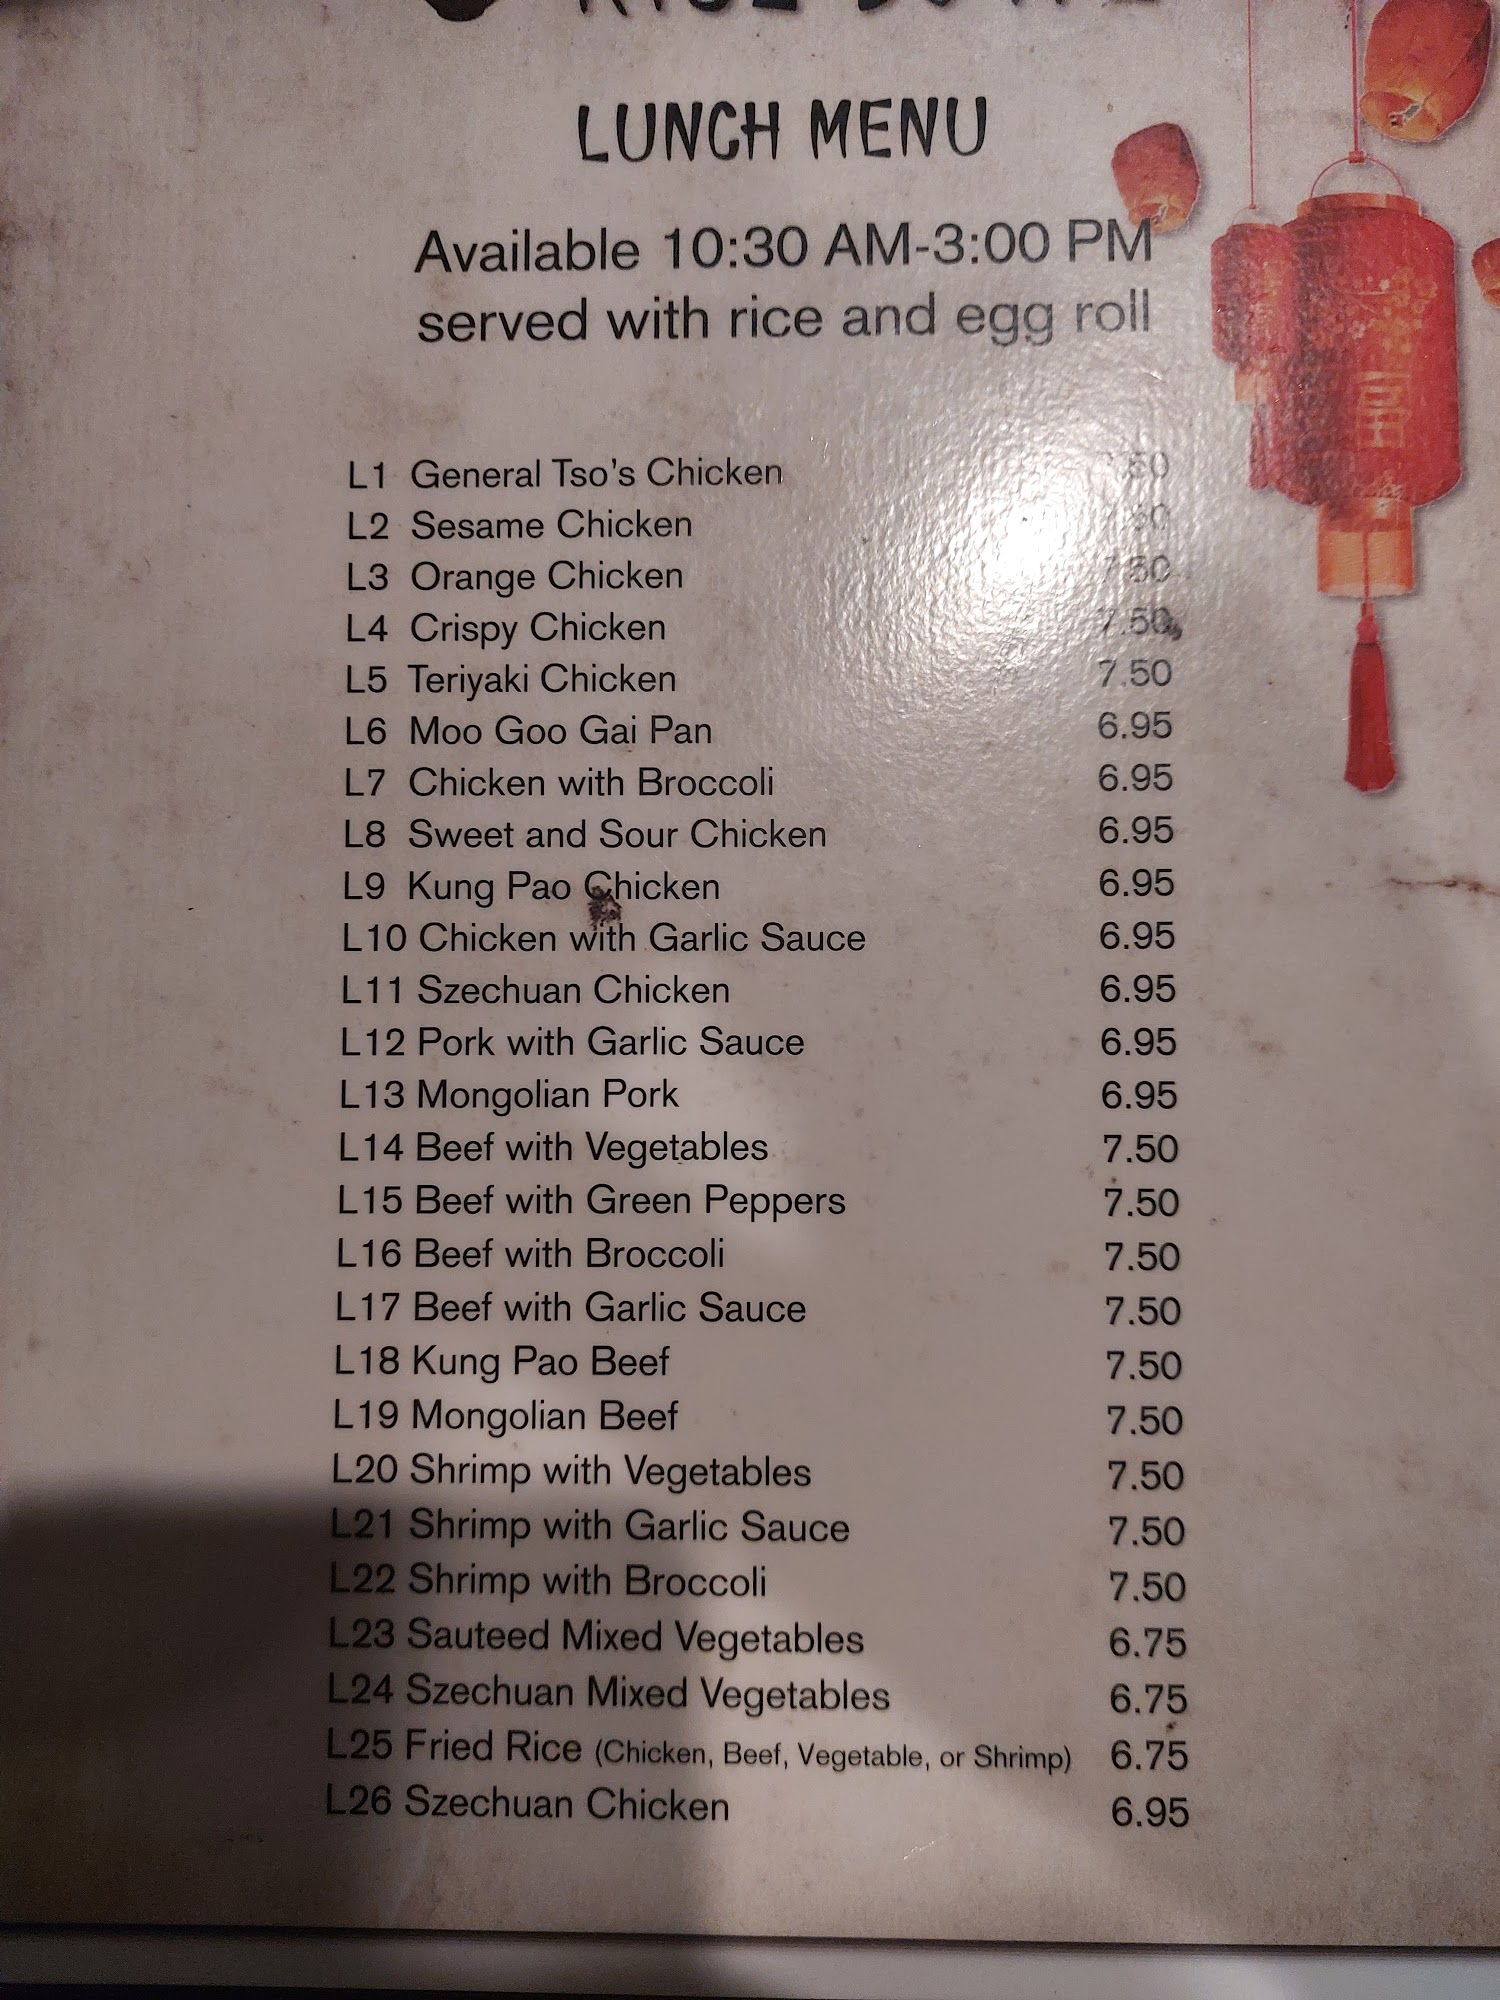 LUNCH MENU
Available 10:30 AM-3:00 PM
served with rice and egg roll
L1 General Tso's Chicken
L2 Sesame Chicken
L3 Orange Chicken 7.50
L4 Crispy Chicken 7.50
L5 Teriyaki Chicken 7.50
L6 Moo Goo Gai Pan 6.95
L7 Chicken with Broccoli 6.95
L8 Sweet and Sour Chicken 6.95
L9 Kung Pao Chicken 6.95
L10 Chicken with Garlic Sauce 6.95
L11 Szechuan Chicken 6.95
L12 Pork with Garlic Sauce 6.95
L13 Mongolian Pork 6.95
L14 Beef with Vegetables 7.50
L15 Beef with Green Peppers 7.50
L16 Beef with Broccoli 7.50
L17 Beef with Garlic Sauce 7.50
L18 Kung Pao Beef 7.50
L19 Mongolian Beef 7.50
L20 Shrimp with Vegetables 7.50
L21 Shrimp with Garlic Sauce 7.50
L22 Shrimp with Broccoli 7.50
L23 Sauteed Mixed Vegetables 6.75
L24 Szechuan Mixed Vegetables 6.75
L25 Fried Rice (Chicken, Beef, Vegetable, or Shrimp) 6.75
L26 Szechuan Chicken 6.95